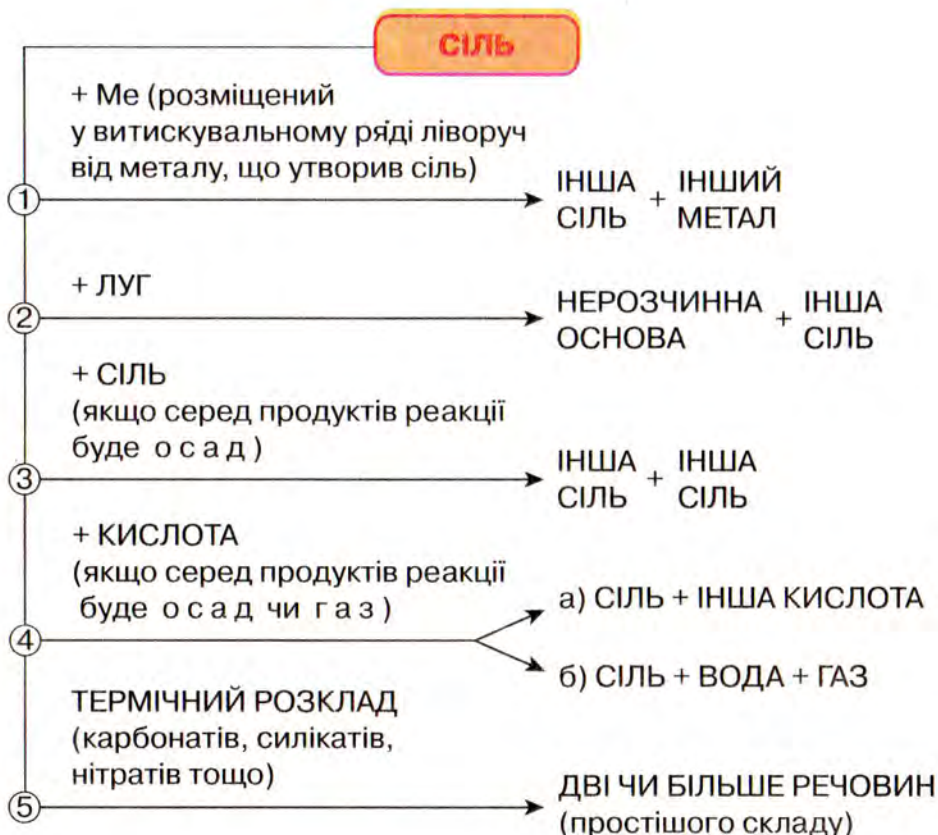 СІЛЬ
+ Ме (розміщений
у витискувальному ряді ліворуч
від металу, що утворив сіль)
1
ІНША + ІНШИЙ
СІЛЬ МЕТАЛ
+ ЛУГ
2
НЕРОЗЧИННА + ІНША
ОСНОВА СІЛЬ
+ СІЛЬ
(якщо серед продуктів реакції
буде о с а д )
3
ІНША + ІНША
СІЛЬ СІЛЬ
+ КИСЛОТА
(якщо серед продуктів реакції
буде о с а д чи г а з )
4
а) СІЛЬ + ІНША КИСЛОТА
б) СІЛЬ + ВОДА + ГАЗ
ТЕРМІЧНИЙ РОЗКЛАД
(карбонатів, силікатів,
нітратів тощо)
5
ДВІ ЧИ БІЛЬШЕ РЕЧОВИН
(простішого складу)